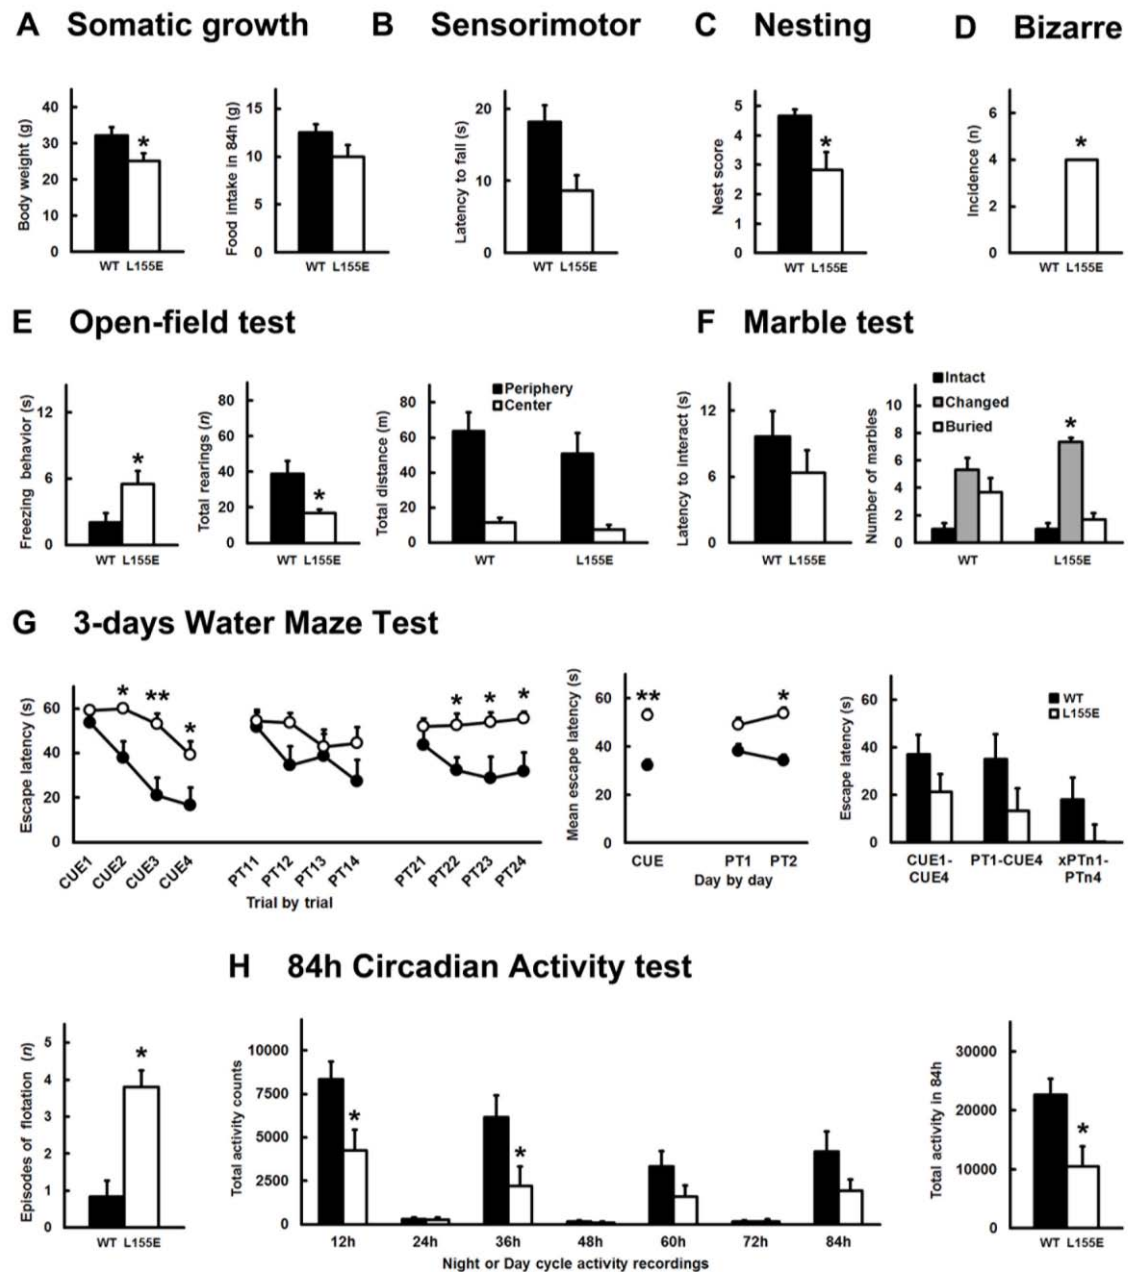 A Somatic growth
B Sensorimotor
C Nesting
D Bizarre
Body weight (g)
40
30
20
10
0
*
WT L155E
Food intake in 84h (g)
15
10
5
0
WT L155E
Latency to fall (s)
20
10
0
WT L155E
Nest score
5
4
3
2
1
0
*
WT L155E
Incidence (n)
6
4
2
0
*
WT L155E
E Open-field test
F Marble test
Freezing behavior (s)
12
6
0
*
WT L155E
Total rearings (n)
80
60
40
20
0
*
WT L155E
Total distance (m)
80
60
40
20
0
Periphery
Center
WT
L155E
Latency to interact (s)
12
6
0
WT L155E
Number of marbles
10
8
6
4
2
0
Intact
Changed
Buried
*
WT
L155E
G 3-days Water Maze Test
Escape latency (s)
60
40
20
0
* ** *
* * *
CUE1 CUE2 CUE3 CUE4
PT11 PT12 PT13 PT14
PT21 PT22 PT23 PT24
Trial by trial
Mean escape latency (s)
60
40
20
0
** *
CUE PT1 PT2
Day by day
Escape latency (s)
60
40
20
0
WT
L155E
CUE1- PT1-CUE4 xPTn1-
CUE4 PTn4
H 84h Circadian Activity test
Episodes of flotation (n)
5
4
3
2
1
0
*
WT L155E
Total activity counts
10000
7500
5000
2500
0
* *
12h 24h 36h 48h 60h 72h 84h
Night or Day cycle activity recordings
Total activity in 84h
30000
20000
10000
0
*
WT L155E